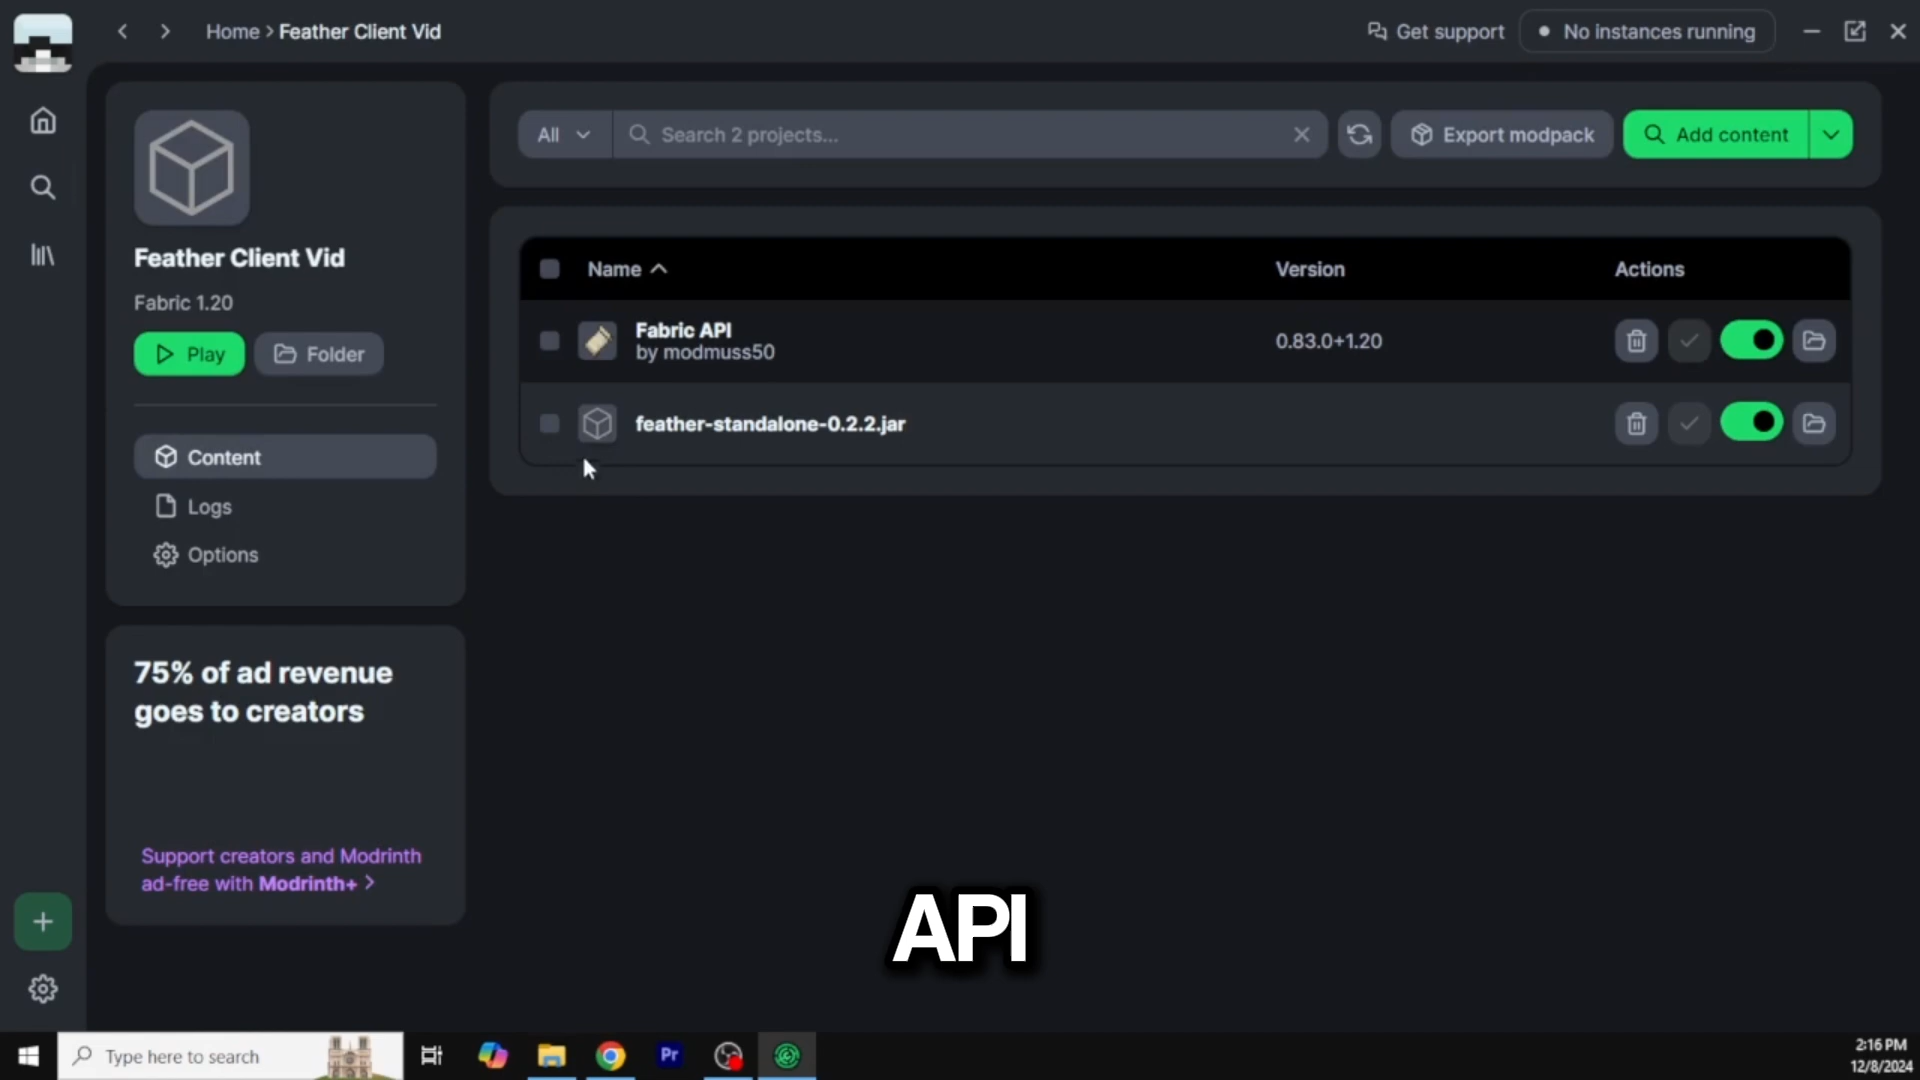 Home > Feather Client Vid
Get support
No instances running
Feather Client Vid
Fabric 1.20
Play
Folder
Content
Logs
Options
75% of ad revenue
goes to creators
Support creators and Modrinth
ad-free with Modrinth+ >
All
Search 2 projects...
Export modpack
Add content
Name
Version
Actions
Fabric API
by modmuss50
0.83.0+1.20
feather-standalone-0.2.2.jar
API
Type here to search
Pr
2:16 PM
12/8/2024